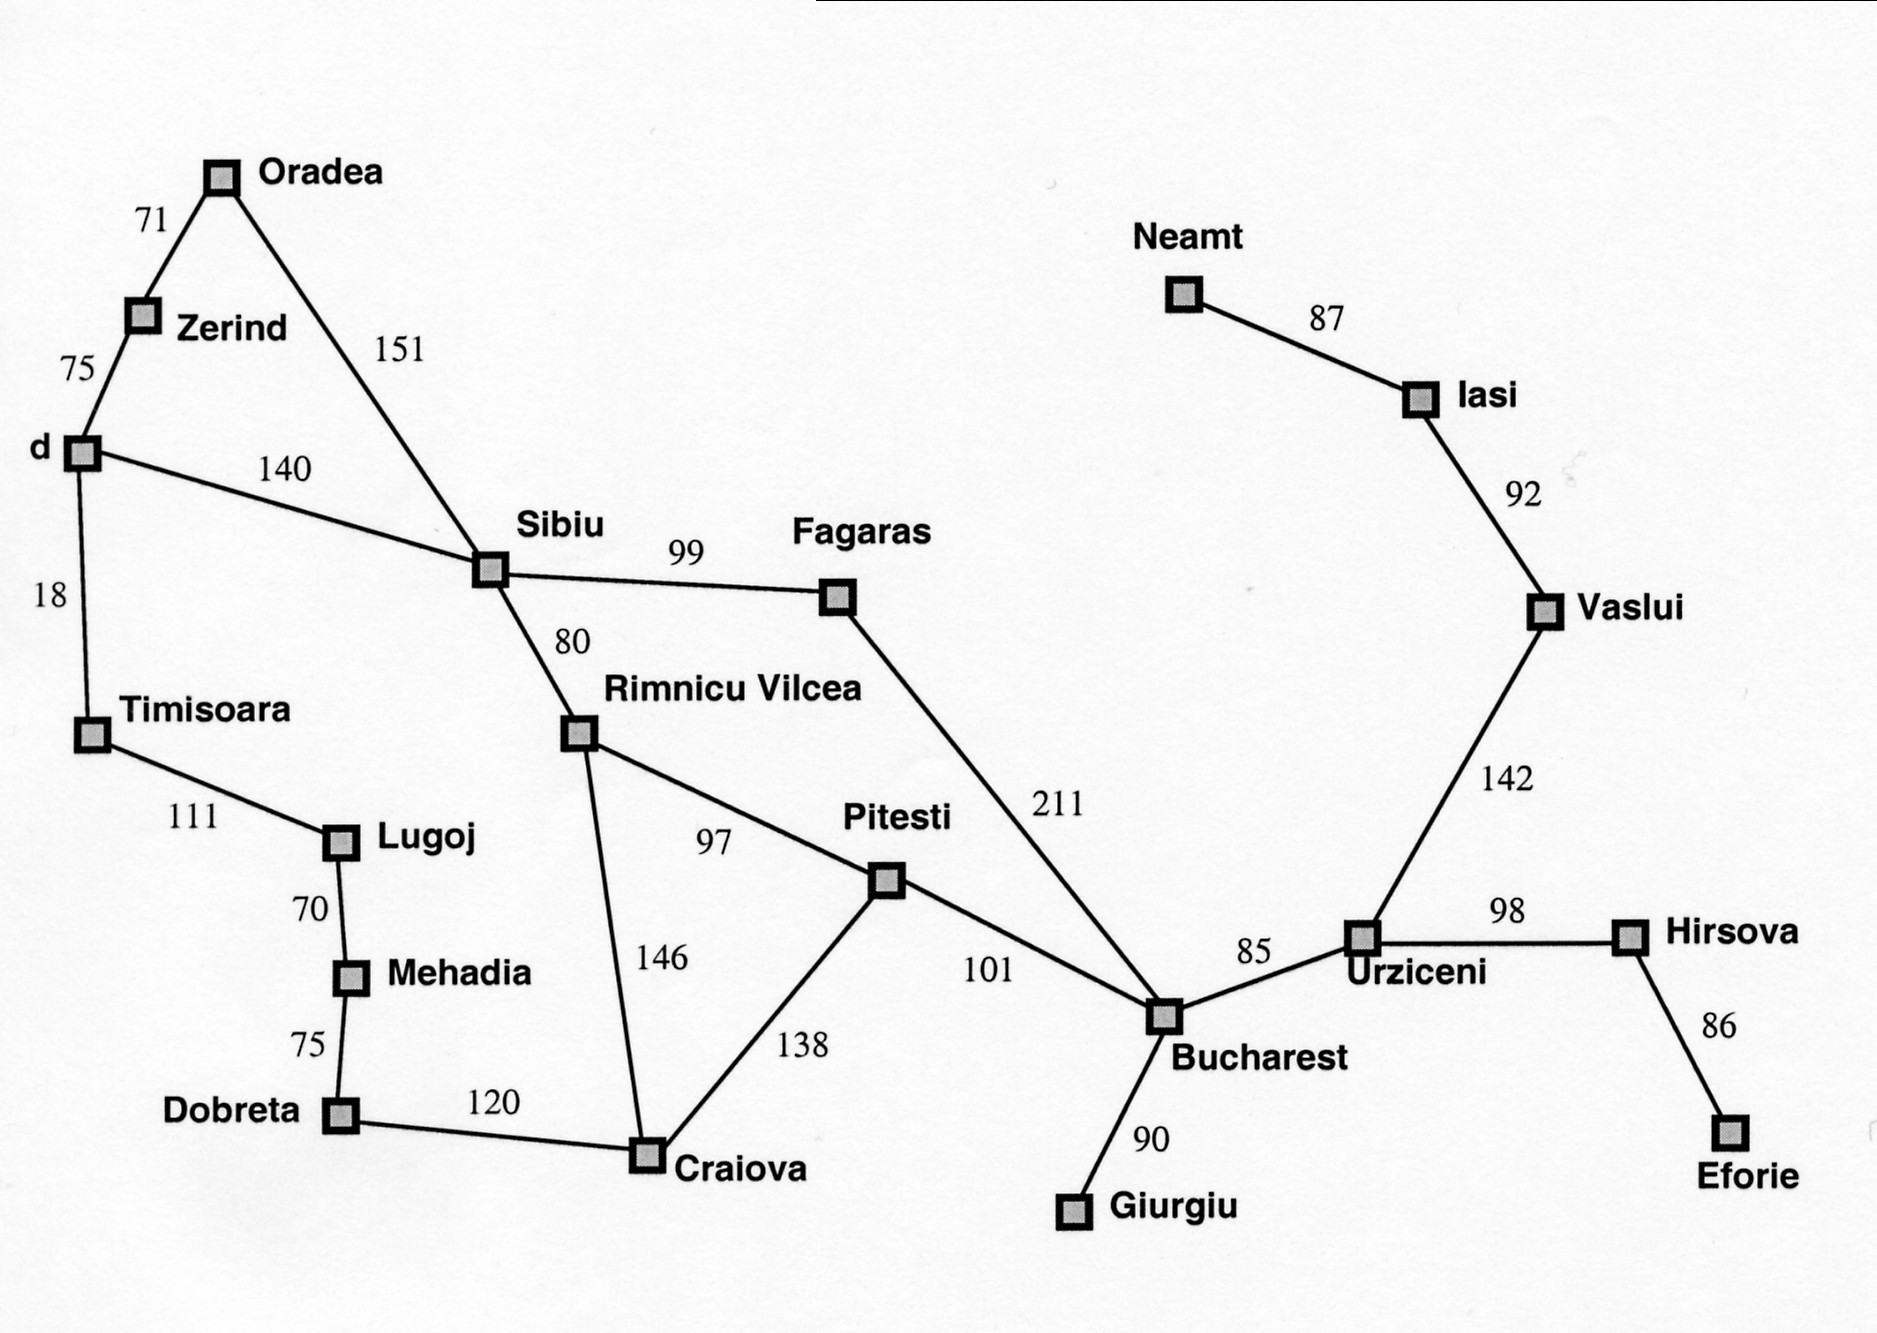 Oradea
71
Neamt
87
Zerind
151
75
Iasi
d
140
92
Sibiu
99
Fagaras
18
80
Vaslui
Rimnicu Vilcea
Timisoara
142
211
111
Lugoj
97
Pitesti
70
98
Hirsova
146
85
Mehadia
101
Urziceni
86
75
138
Bucharest
Dobreta
120
90
Craiova
Eforie
Giurgiu